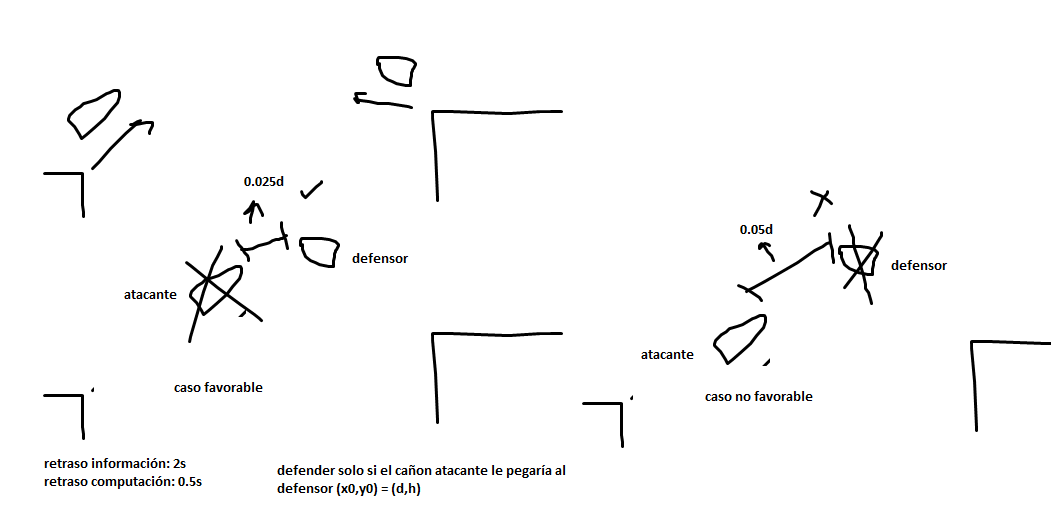 0.025d
0.05d
defensor
defensor
atacante
atacante
caso favorable
caso no favorable
retraso información: 2s
retraso computación: 0.5s
defender solo si el cañon atacante le pegaría al
defensor (x0,y0) = (d,h)